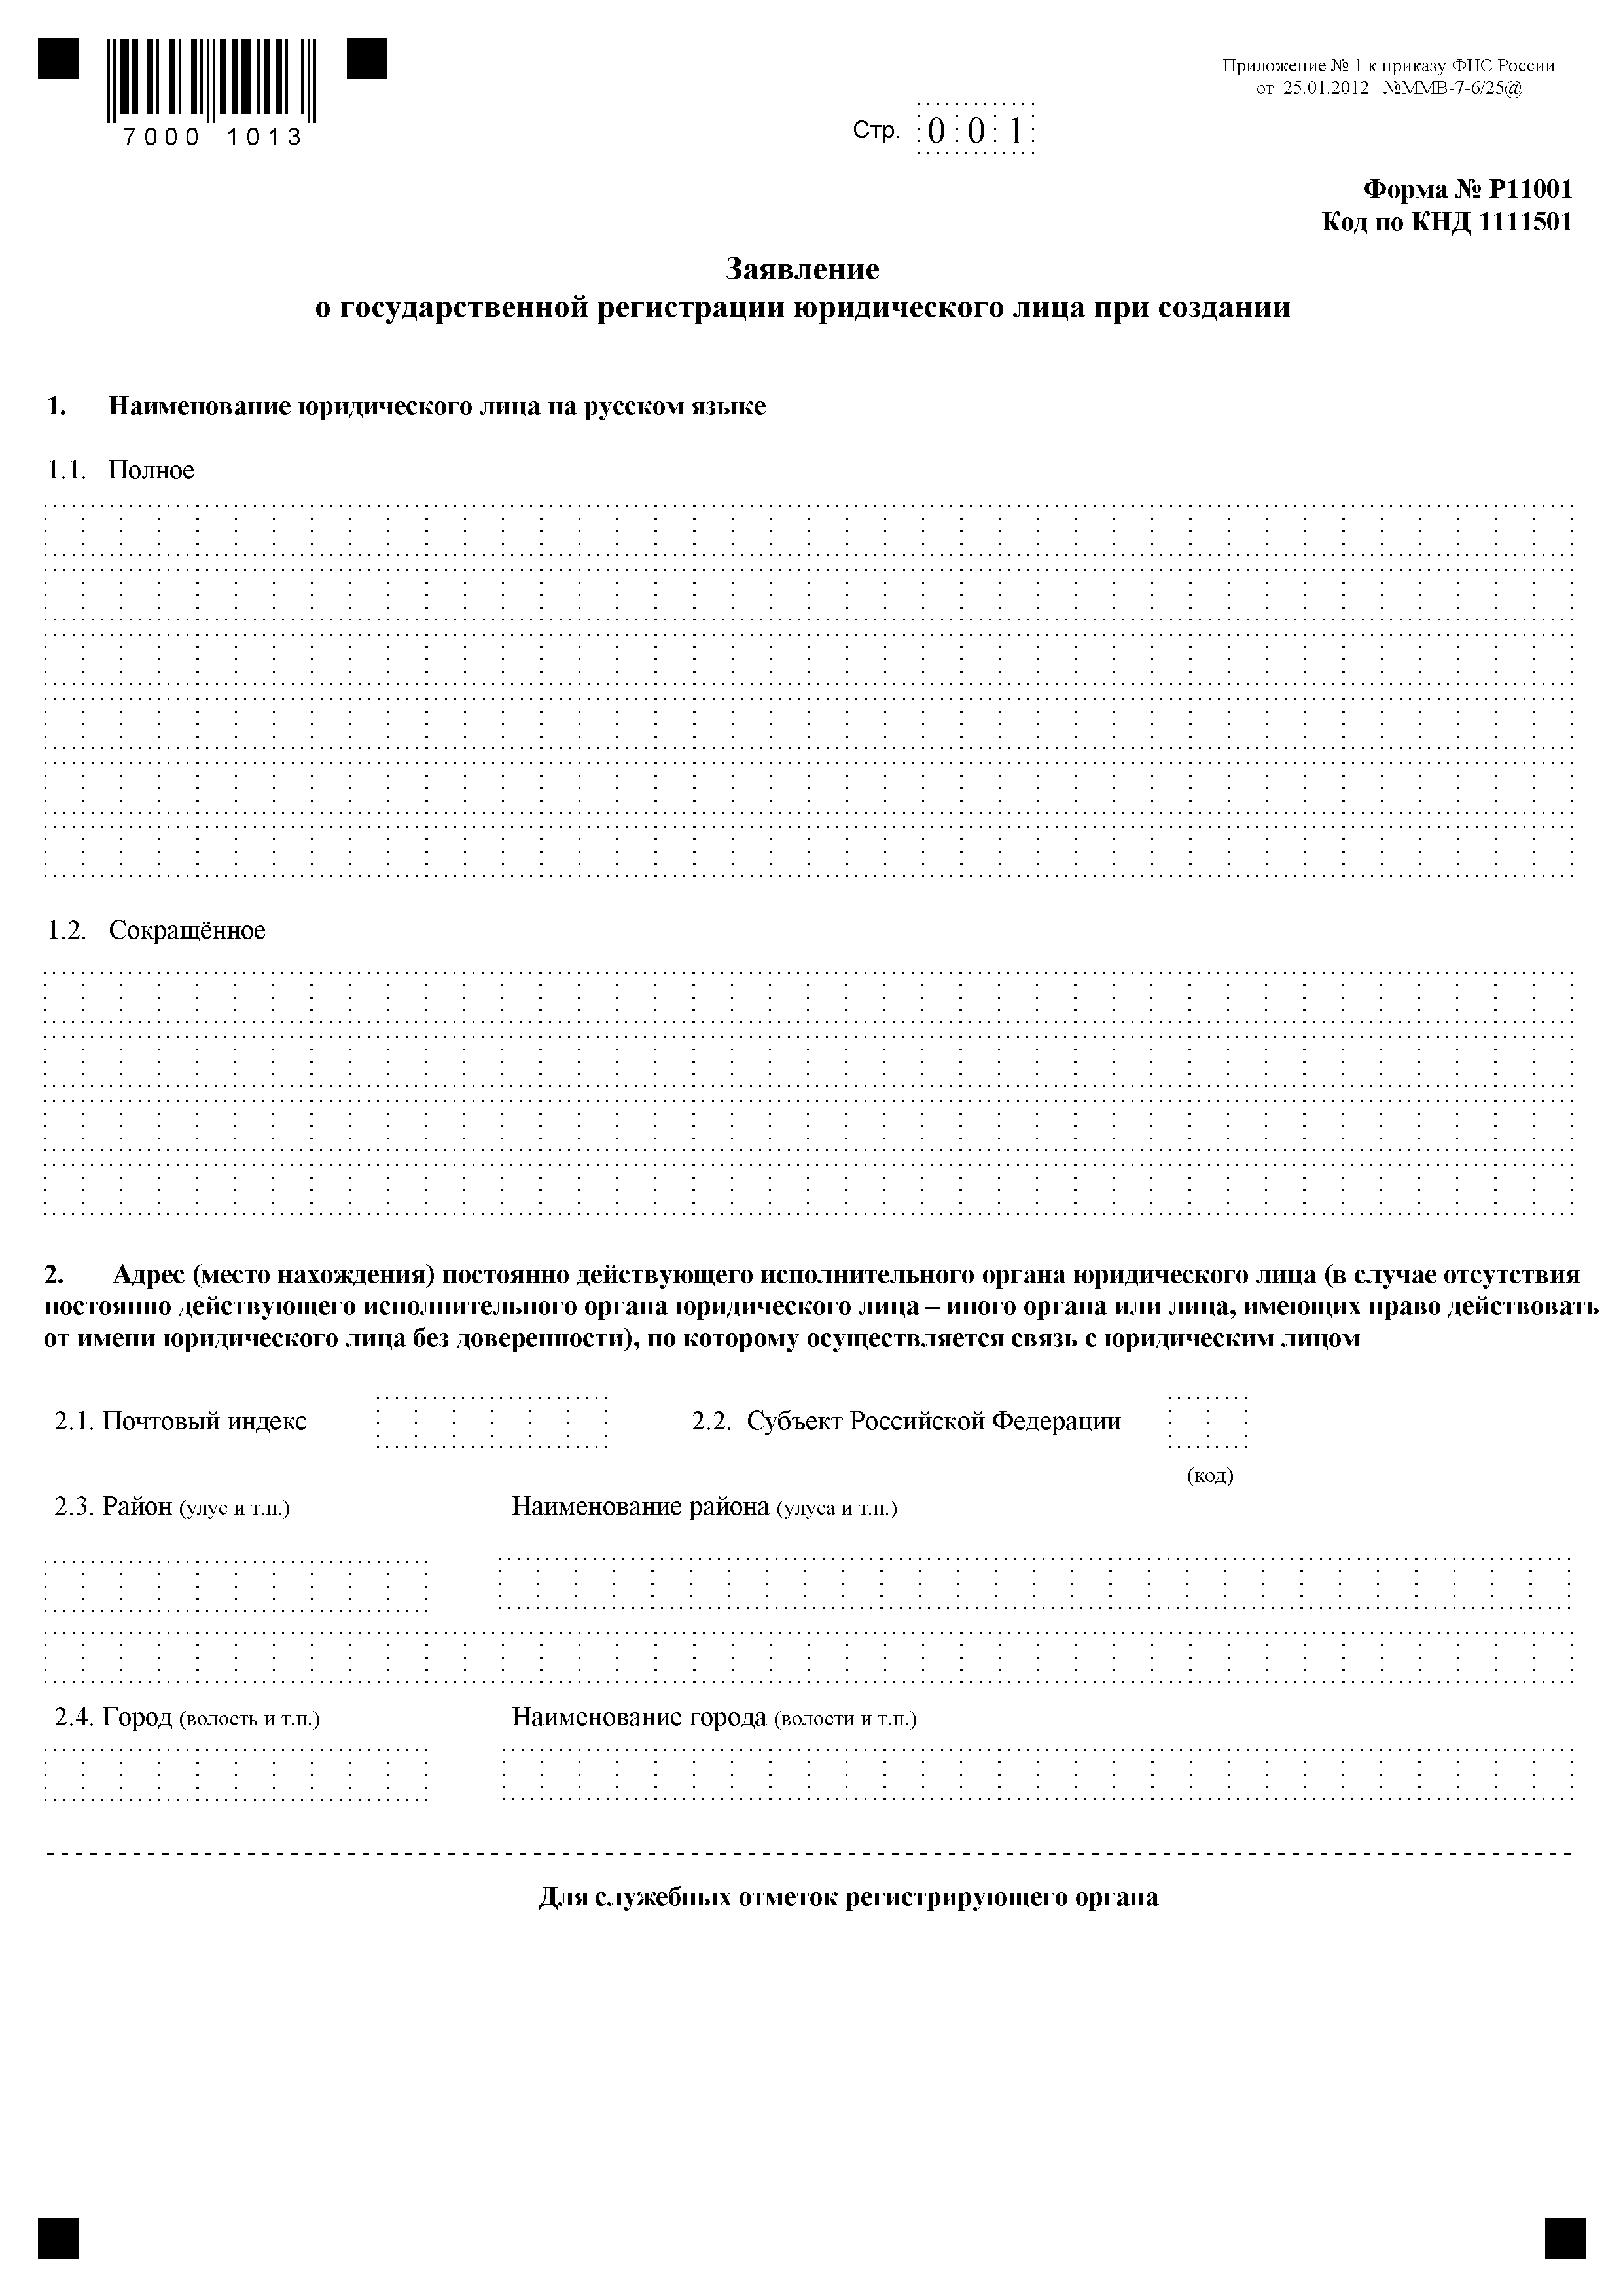 7000 1013
Приложение № 1 к приказу ФНС России
от 25.01.2012 №ММВ-7-6/25@
Стр. 001
Форма № Р11001
Код по КНД 1111501
Заявление
о государственной регистрации юридического лица при создании
1. Наименование юридического лица на русском языке
1.1. Полное
1.2. Сокращённое
2. Адрес (место нахождения) постоянно действующего исполнительного органа юридического лица (в случае отсутствия
постоянно действующего исполнительного органа юридического лица – иного органа или лица, имеющих право действовать
от имени юридического лица без доверенности), по которому осуществляется связь с юридическим лицом
2.1. Почтовый индекс 2.2. Субъект Российской Федерации
(код)
2.3. Район (улус и т.п.) Наименование района (улуса и т.п.)
2.4. Город (волость и т.п.) Наименование города (волости и т.п.)
Для служебных отметок регистрирующего органа